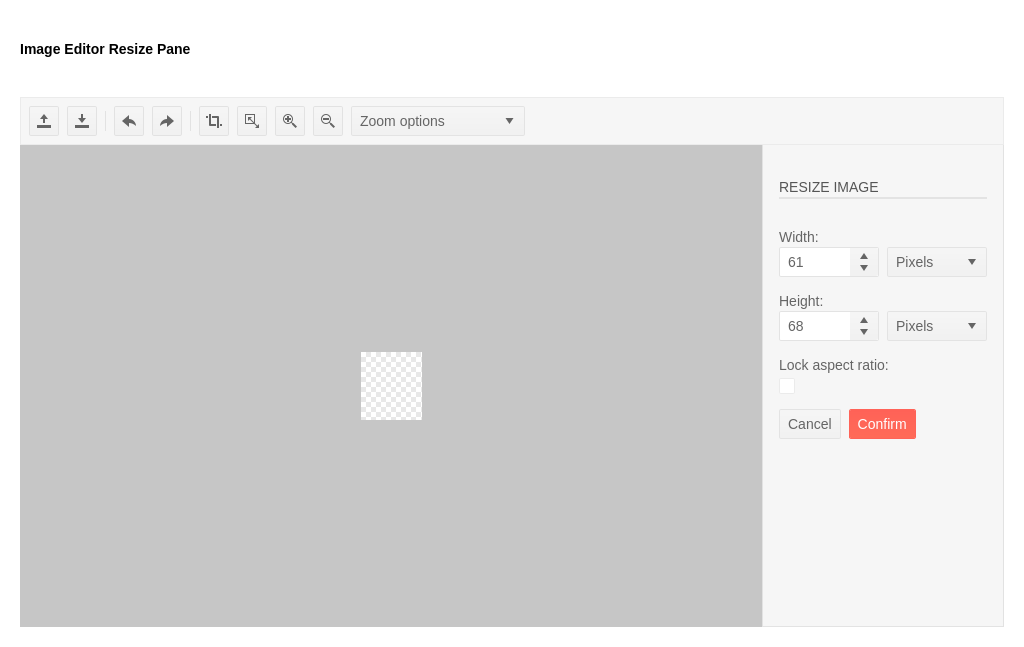 Image Editor Resize Pane
Zoom options
RESIZE IMAGE
Width:
61 Pixels
Height:
68 Pixels
Lock aspect ratio:
Cancel Confirm